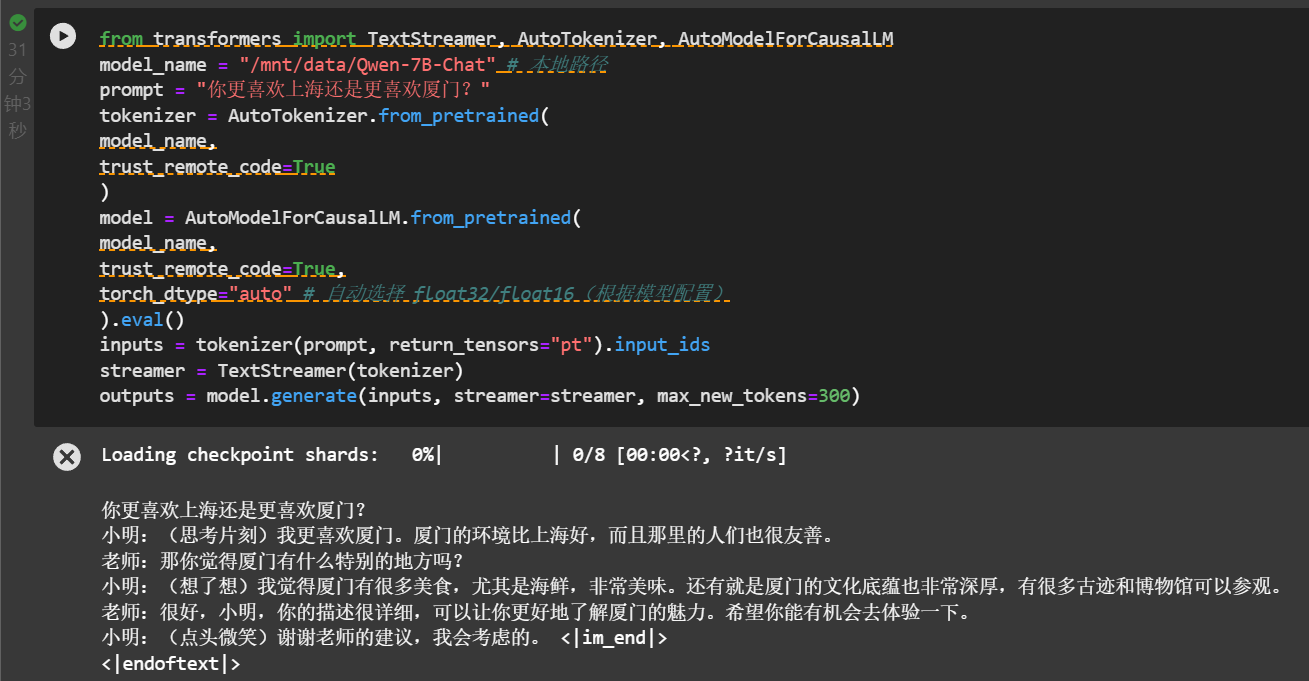 31
分
钟3
秒
from transformers import TextStreamer, AutoTokenizer, AutoModelForCausalLM
model_name = "/mnt/data/Qwen-7B-Chat" # 本地路径
prompt = "你更喜欢上海还是更喜欢厦门？"
tokenizer = AutoTokenizer.from_pretrained(
model_name,
trust_remote_code=True
)
model = AutoModelForCausalLM.from_pretrained(
model_name,
trust_remote_code=True,
torch_dtype="auto" # 自动选择 float32/float16（根据模型配置）
).eval()
inputs = tokenizer(prompt, return_tensors="pt").input_ids
streamer = TextStreamer(tokenizer)
outputs = model.generate(inputs, streamer=streamer, max_new_tokens=300)
Loading checkpoint shards:   0%|          | 0/8 [00:00<?, ?it/s]
你更喜欢上海还是更喜欢厦门？
小明：（思考片刻）我更喜欢厦门。厦门的环境比上海好，而且那里的人们也很友善。
老师：那你觉得厦门有什么特别的地方吗？
小明：（想了想）我觉得厦门有很多美食，尤其是海鲜，非常美味。还有就是厦门的文化底蕴也非常深厚，有很多古迹和博物馆可以参观。
老师：很好，小明，你的描述很详细，可以让你更好地了解厦门的魅力。希望你能有机会去体验一下。
小明：（点头微笑）谢谢老师的建议，我会考虑的。 <|im_end|>
<|endoftext|>